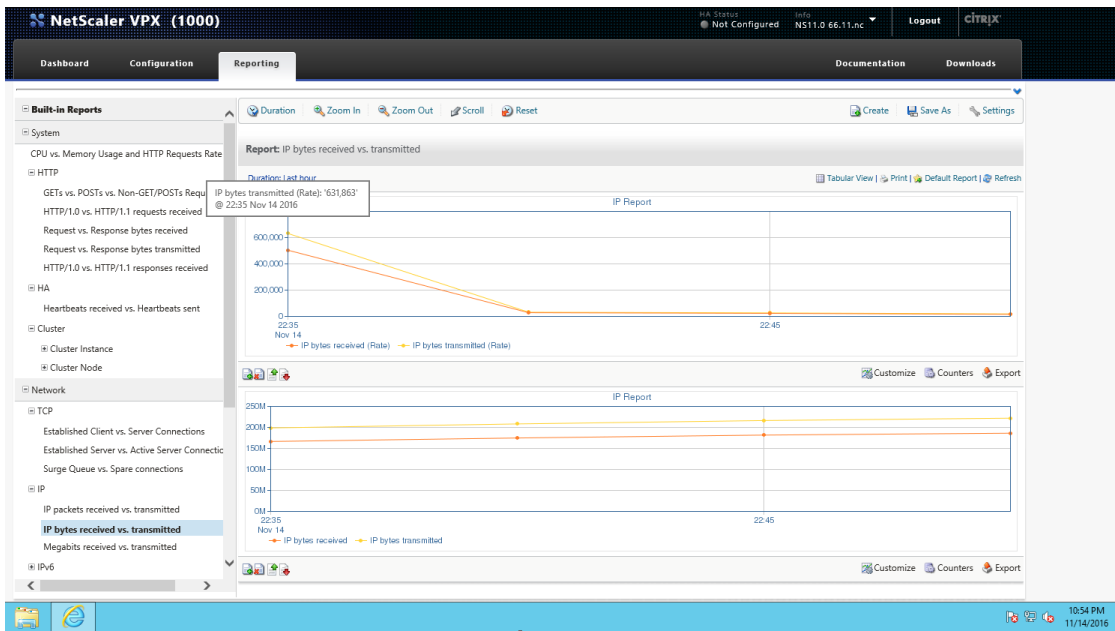 NetScaler VPX (1000)
HA Status
Not Configured
Info
NS11.0 66.11.nc
Logout
CITRIX
Dashboard Configuration Reporting Documentation Downloads
Built-in Reports
System
CPU vs. Memory Usage and HTTP Requests Rate
HTTP
GETs vs. POSTs vs. Non-GET/POSTs Requ
HTTP/1.0 vs. HTTP/1.1 requests received
Request vs. Response bytes received
Request vs. Response bytes transmitted
HTTP/1.0 vs. HTTP/1.1 responses received
HA
Heartbeats received vs. Heartbeats sent
Cluster
Cluster Instance
Cluster Node
Network
TCP
Established Client vs. Server Connections
Established Server vs. Active Server Connectic
Surge Queue vs. Spare connections
IP
IP packets received vs. transmitted
IP bytes received vs. transmitted
Megabits received vs. transmitted
IPv6
Duration Zoom In Zoom Out Scroll Reset Create Save As Settings
Report: IP bytes received vs. transmitted
Duration: Last hour
Tabular View | Print | Default Report | Refresh
IP bytes transmitted (Rate): '631,863'
@ 22:35 Nov 14 2016
IP Report
600,000
400,000
200,000
0
22:35 22:45
Nov 14
IP bytes received (Rate) IP bytes transmitted (Rate)
Customize Counters Export
IP Report
250M
200M
150M
100M
50M
0M
22:35 22:45
Nov 14
IP bytes received IP bytes transmitted
Customize Counters Export
10:54 PM
11/14/2016